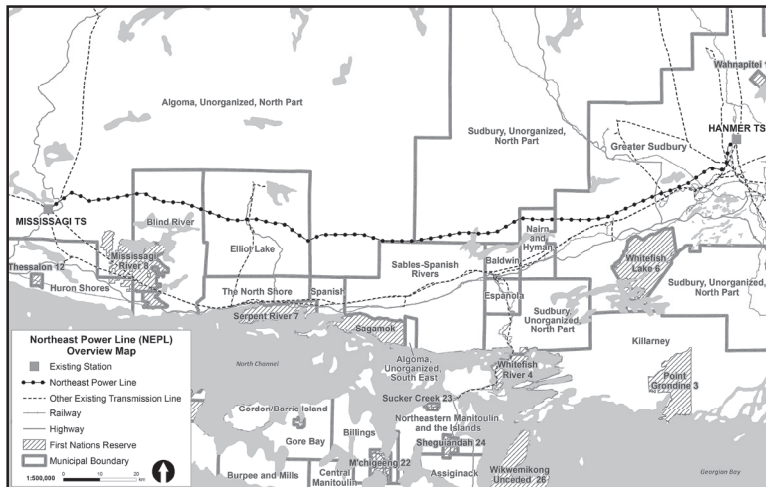 Wahnapitei 1
HANMER TS
Algoma, Unorganized, North Part
Sudbury, Unorganized,
North Part
Greater Sudbury
MISSISSAGI TS
Blind River
Elliot Lake
Nairn
and
Hyman
Mississagi
River 8
Thessalon 12
Huron Shores
Sables-Spanish
Rivers
Baldwin
Whitefish
Lake 6
Sudbury, Unorganized,
North Part
The North Shore
Spanish
Espanola
Serpent River 7
Sagamok
Sudbury,
Unorganized,
North Part
Killarney
North Channel
Algoma,
Unorganized,
South East
Whitefish
River 4
Point
Grondine 3
Sucker Creek 23
Gordon/Barrie Island
Northeastern Manitoulin
and the Islands
Gore Bay
Billings
Sheguiandah 24
M'chigeeng 22
Burpee and Mills
Central
Manitoulin
Assiginack
Wikwemikong
Unceded 26
Georgian Bay
Northeast Power Line (NEPL)
Overview Map
Existing Station
Northeast Power Line
Other Existing Transmission Line
Railway
Highway
First Nations Reserve
Municipal Boundary
1:500,000
0 10 20
km